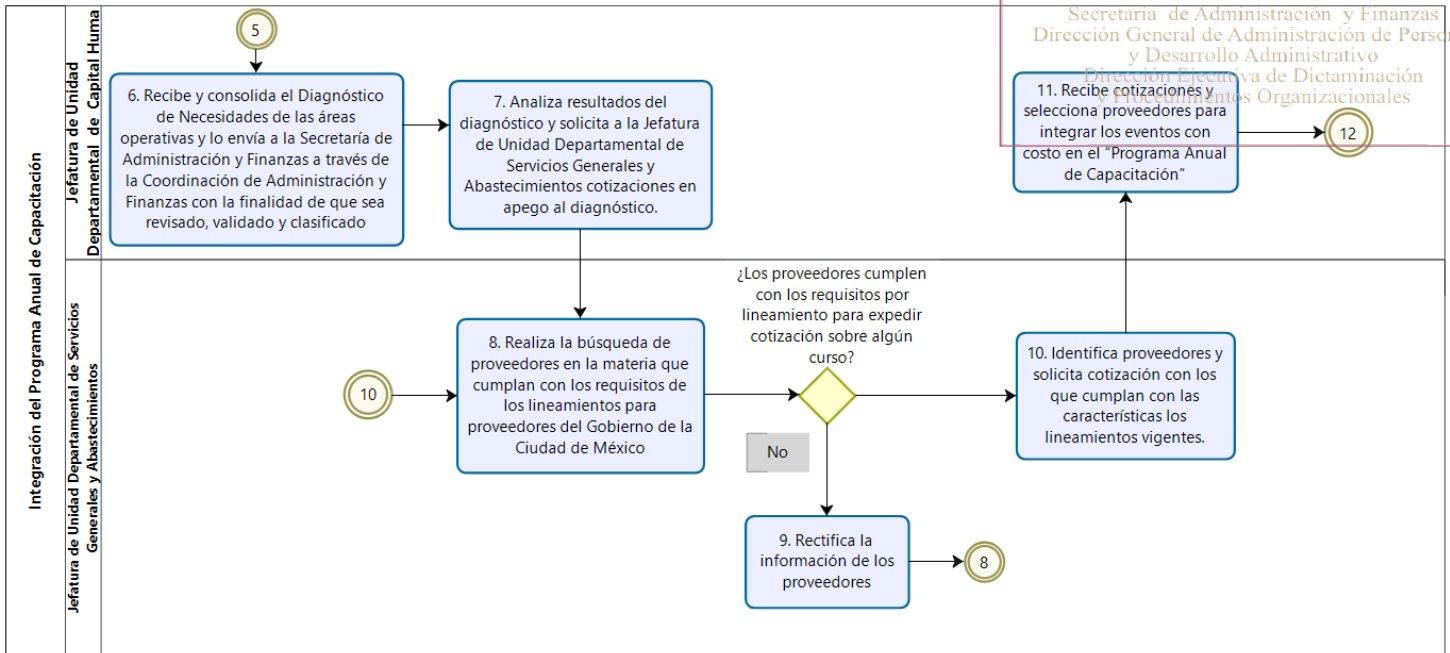 Integración del Programa Anual de Capacitación
Jefatura de Unidad
Departamental de Capital Huma
5
6. Recibe y consolida el Diagnóstico
de Necesidades de las áreas
operativas y lo envía a la Secretaría de
Administración y Finanzas a través de
la Coordinación de Administración y
Finanzas con la finalidad de que sea
revisado, validado y clasificado
7. Analiza resultados del
diagnóstico y solicita a la Jefatura
de Unidad Departamental de
Servicios Generales y
Abastecimientos cotizaciones en
apego al diagnóstico.
Secretaría de Administración y Finanzas
Dirección General de Administración de Perso
y Desarrollo Administrativo
Dirección Ejecutiva de Dictaminación
y Procedimientos Organizacionales
11. Recibe cotizaciones y
selecciona proveedores para
integrar los eventos con
costo en el “Programa Anual
de Capacitación”
12
Jefatura de Unidad Departamental de Servicios
Generales y Abastecimientos
10
8. Realiza la búsqueda de
proveedores en la materia que
cumplan con los requisitos de
los lineamientos para
proveedores del Gobierno de la
Ciudad de México
¿Los proveedores cumplen
con los requisitos por
lineamiento para expedir
cotización sobre algún
curso?
No
10. Identifica proveedores y
solicita cotización con los
que cumplan con las
características los
lineamientos vigentes.
9. Rectifica la
información de los
proveedores
8